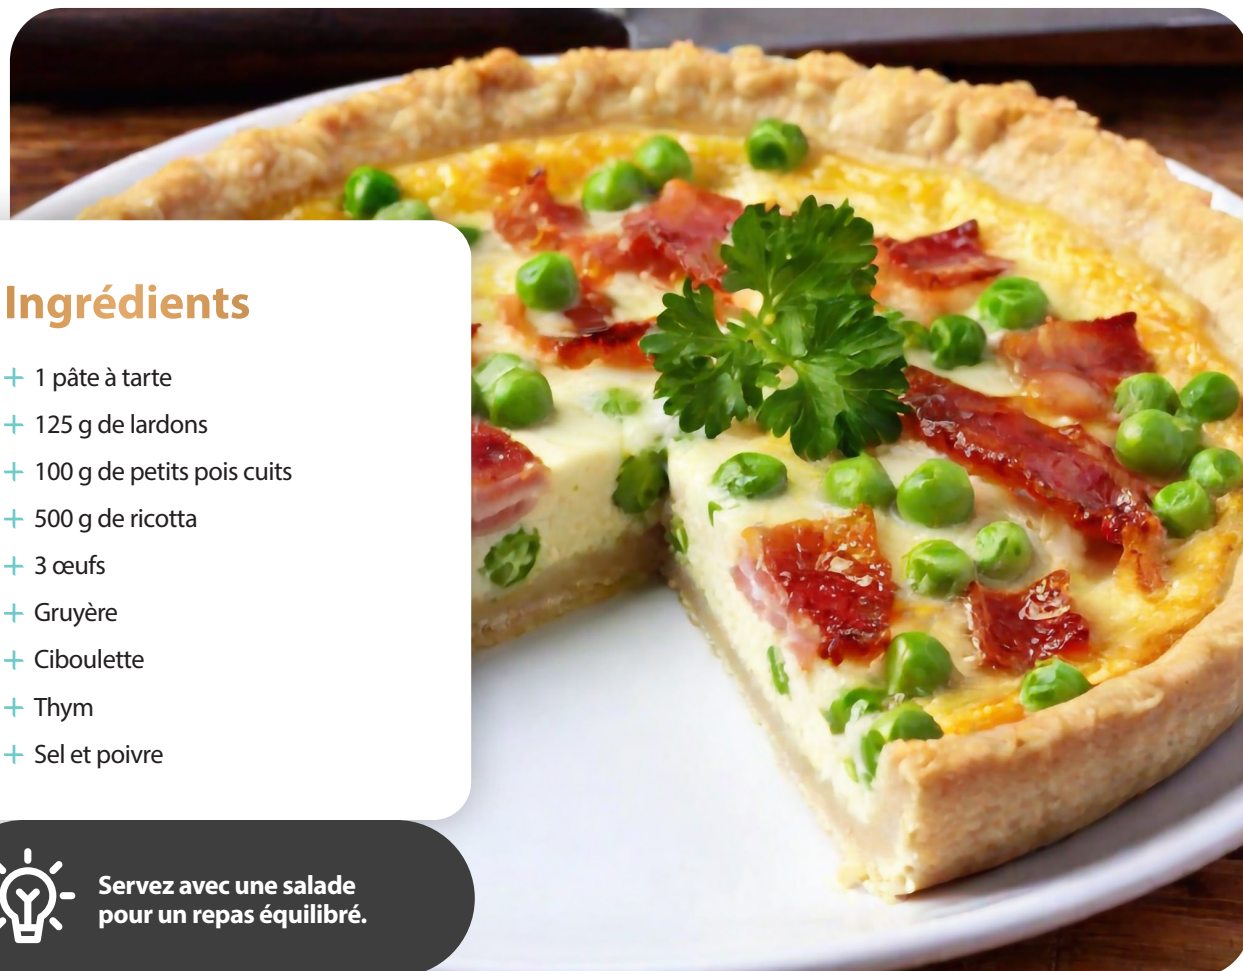 Ingrédients
1 pâte à tarte
125 g de lardons
100 g de petits pois cuits
500 g de ricotta
3 œufs
Gruyère
Ciboulette
Thym
Sel et poivre
Servez avec une salade
pour un repas équilibré.